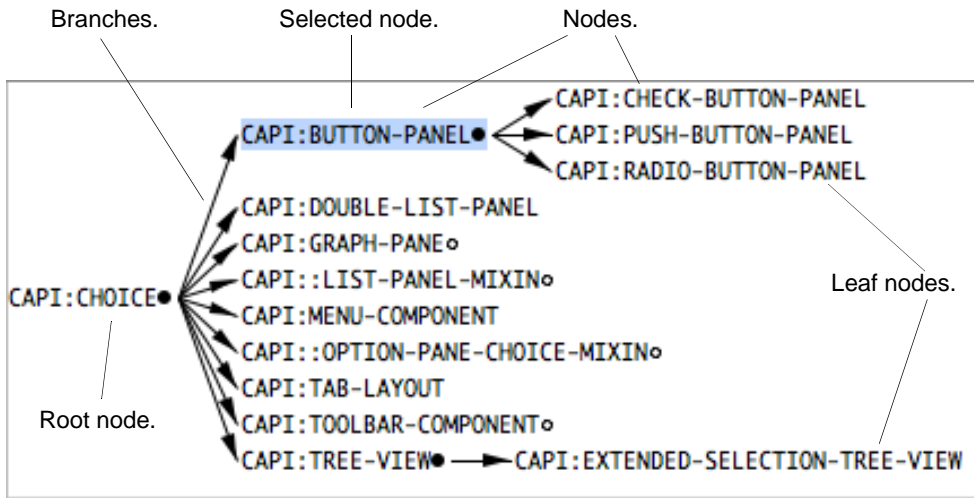 Branches.
Selected node.
Nodes.
CAPI:CHECK-BUTTON-PANEL
CAPI:BUTTON-PANEL
CAPI:PUSH-BUTTON-PANEL
CAPI:RADIO-BUTTON-PANEL
CAPI:DOUBLE-LIST-PANEL
CAPI:GRAPH-PANE
CAPI::LIST-PANEL-MIXIN
Leaf nodes.
CAPI:CHOICE
CAPI:MENU-COMPONENT
CAPI::OPTION-PANE-CHOICE-MIXIN
CAPI:TAB-LAYOUT
Root node.
CAPI:TOOLBAR-COMPONENT
CAPI:TREE-VIEW
CAPI:EXTENDED-SELECTION-TREE-VIEW